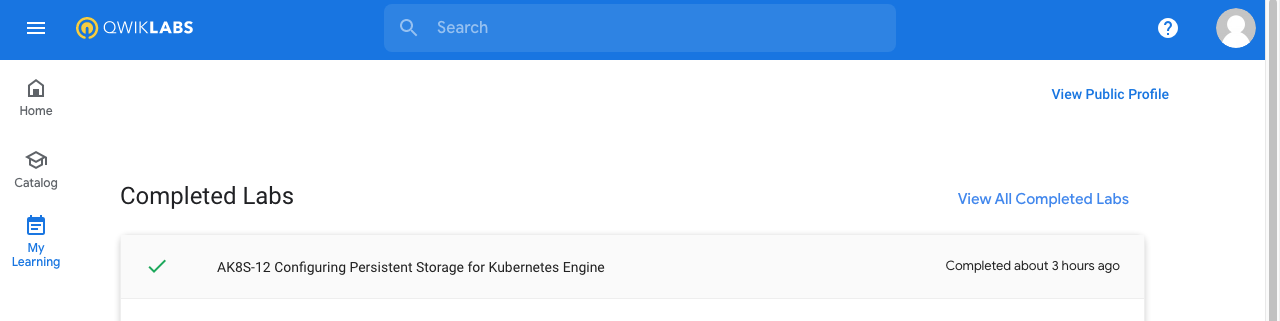 QWIKLABS
Search
Home
View Public Profile
Catalog
Completed Labs
View All Completed Labs
My
Learning
AK8S-12 Configuring Persistent Storage for Kubernetes Engine
Completed about 3 hours ago